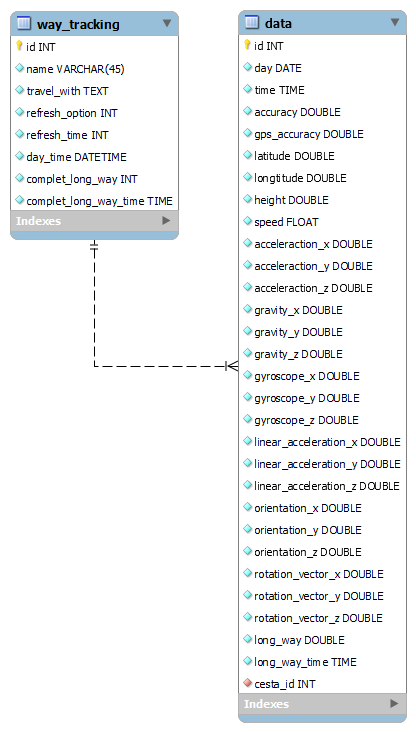 way_tracking
id INT
name VARCHAR(45)
travel_with TEXT
refresh_option INT
refresh_time INT
day_time DATETIME
complet_long_way INT
complet_long_way_time TIME
Indexes
data
id INT
day DATE
time TIME
accuracy DOUBLE
gps_accuracy DOUBLE
latitude DOUBLE
longtitude DOUBLE
height DOUBLE
speed FLOAT
acceleraction_x DOUBLE
acceleraction_y DOUBLE
acceleraction_z DOUBLE
gravity_x DOUBLE
gravity_y DOUBLE
gravity_z DOUBLE
gyroscope_x DOUBLE
gyroscope_y DOUBLE
gyroscope_z DOUBLE
linear_acceleration_x DOUBLE
linear_acceleration_y DOUBLE
linear_acceleration_z DOUBLE
orientation_x DOUBLE
orientation_y DOUBLE
orientation_z DOUBLE
rotation_vector_x DOUBLE
rotation_vector_y DOUBLE
rotation_vector_z DOUBLE
long_way DOUBLE
long_way_time TIME
cesta_id INT
Indexes